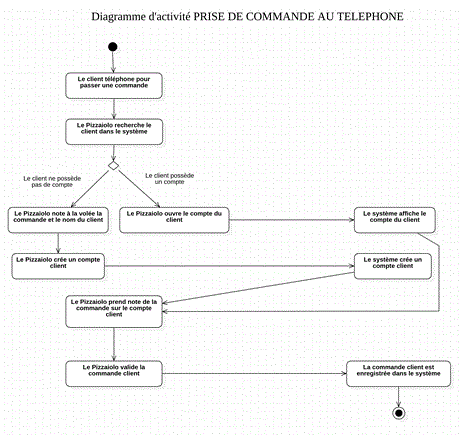 Diagramme d'activité PRISE DE COMMANDE AU TELEPHONE
Le client téléphone pour
passer une commande
Le Pizzaiolo recherche le
client dans le système
Le client ne possède
pas de compte
Le client possède
un compte
Le Pizzaiolo note à la volée la
commande et le nom du client
Le Pizzaiolo ouvre le compte du
client
Le système affiche le
compte du client
Le Pizzaiolo crée un compte
client
Le système crée un
compte client
Le Pizzaiolo prend note de la
commande sur le compte
client
Le Pizzaiolo valide la
commande client
La commande client est
enregistrée dans le système